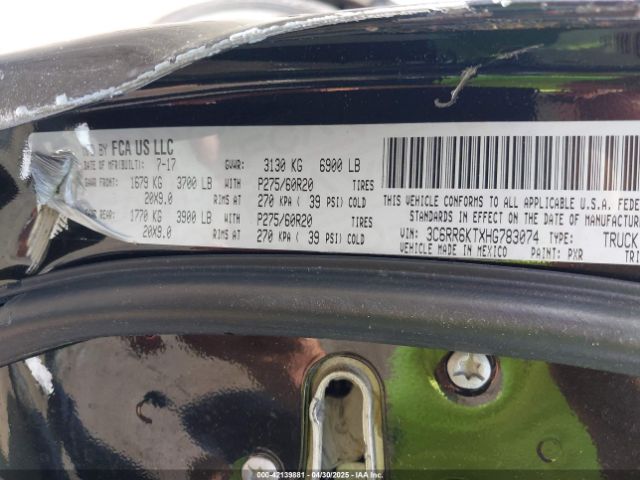 BY FCA US LLC
DATE OF MFR(BUILT): 7-17 GVWR: 3130 KG 6900 LB
GAWR FRONT: 1679 KG 3700 LB WITH P275/60R20 TIRES
20X9.0 RIMS AT 270 KPA ( 39 PSI) COLD
REAR: 1770 KG 3900 LB WITH P275/60R20 TIRES
20X9.0 RIMS AT 270 KPA ( 39 PSI) COLD
THIS VEHICLE CONFORMS TO ALL APPLICABLE U.S.A. FEDE
STANDARDS IN EFFECT ON THE DATE OF MANUFA
VIN: 3C6RR6KTXHG783074 TYPE: TRUCK
VEHICLE MADE IN MEXICO PAINT: PXR TRI
000-42139881 - 04/30/2025 - IAA Inc.